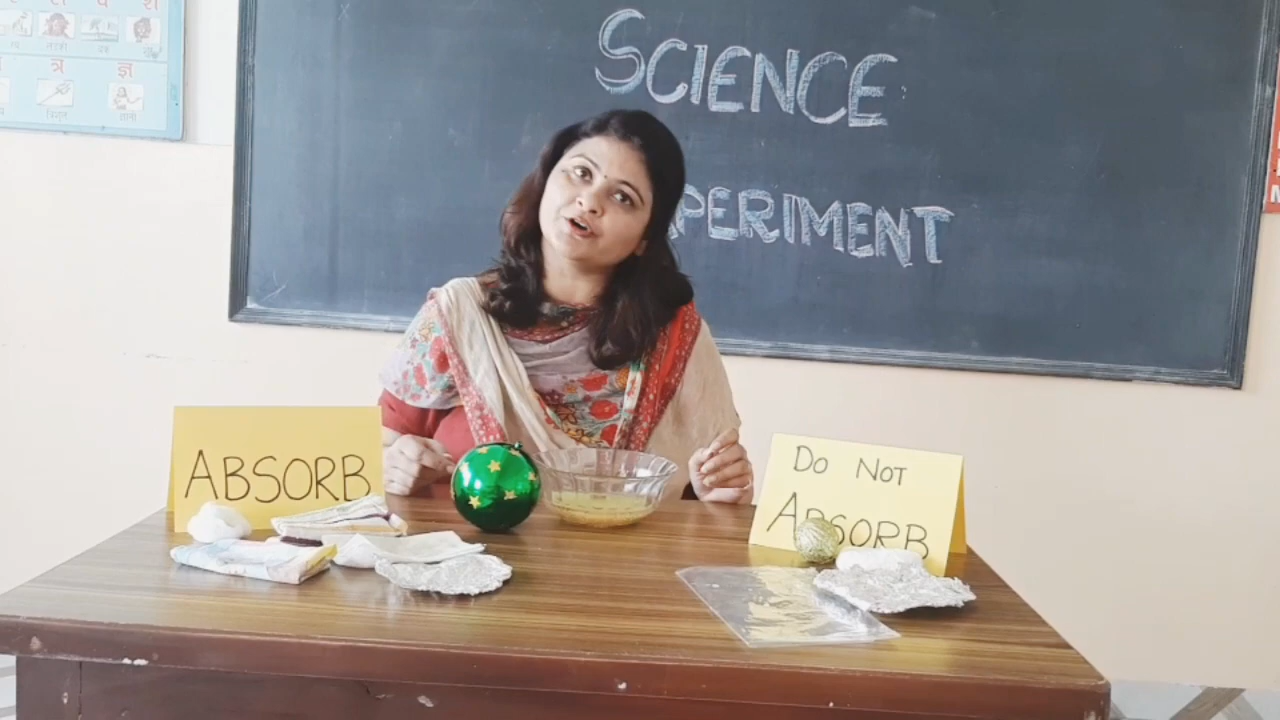 SCIENCE
PERIMENT
त्र ज्ञ
ABSORB
DO NOT
ABSORB